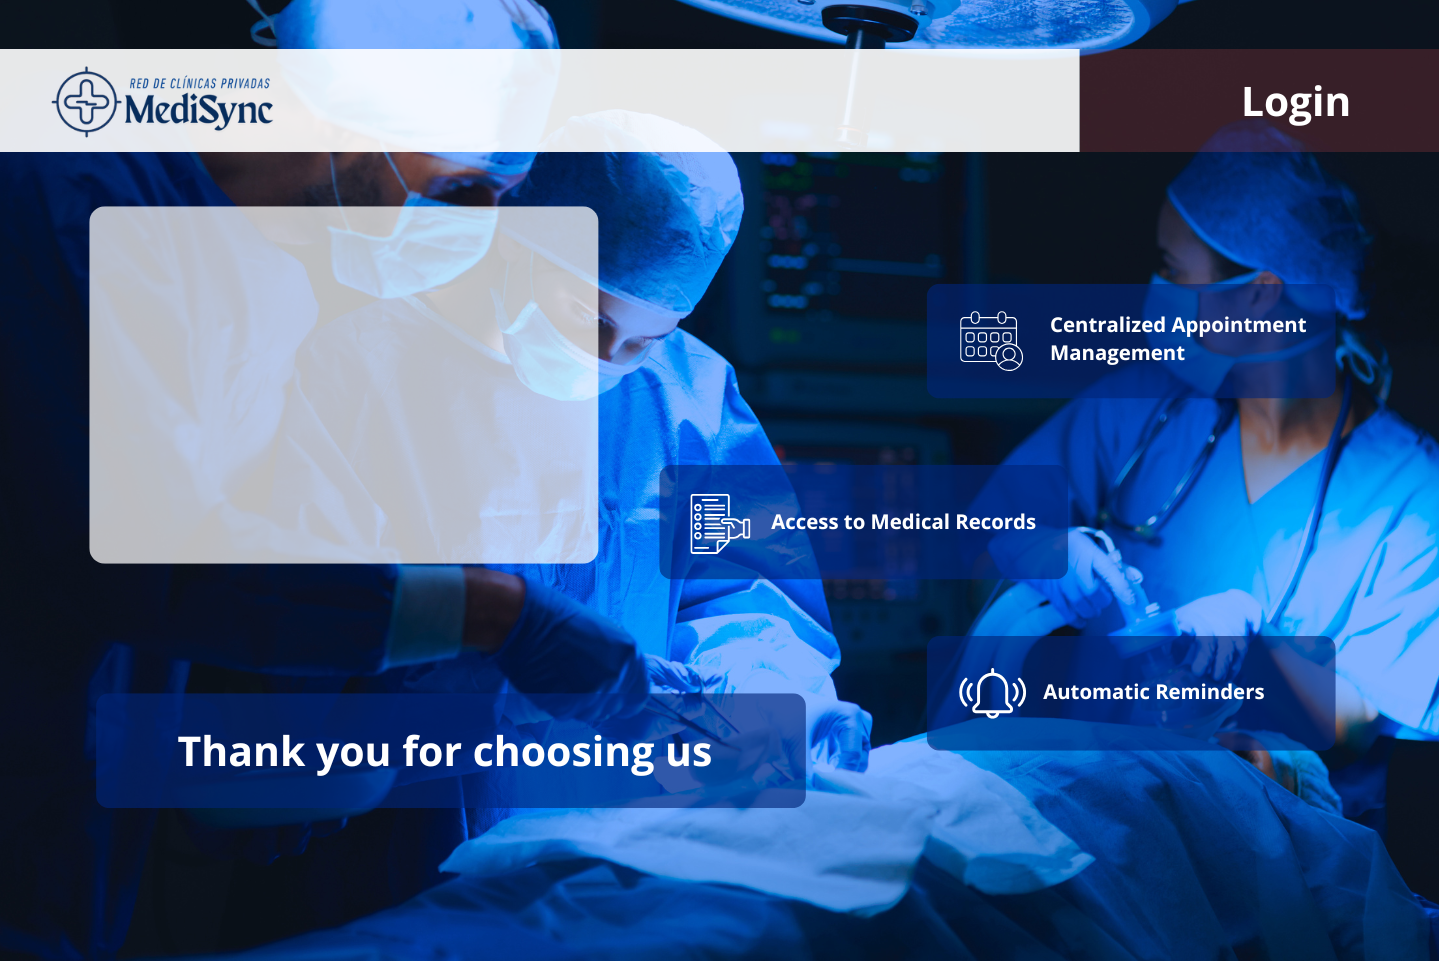 RED DE CLÍNICAS PRIVADAS
MediSync
Login
Centralized Appointment
Management
Access to Medical Records
Automatic Reminders
Thank you for choosing us